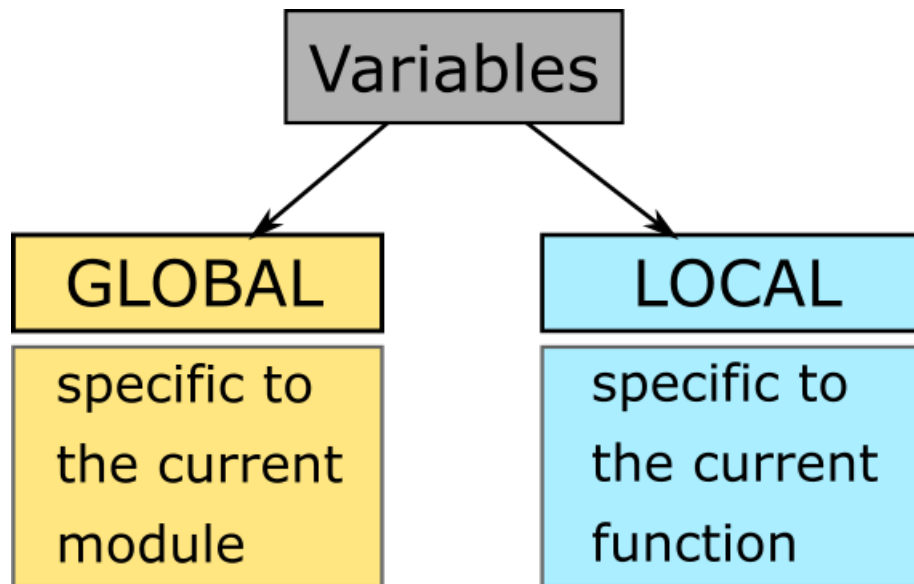 Variables
GLOBAL
specific to
the current
module
LOCAL
specific to
the current
function